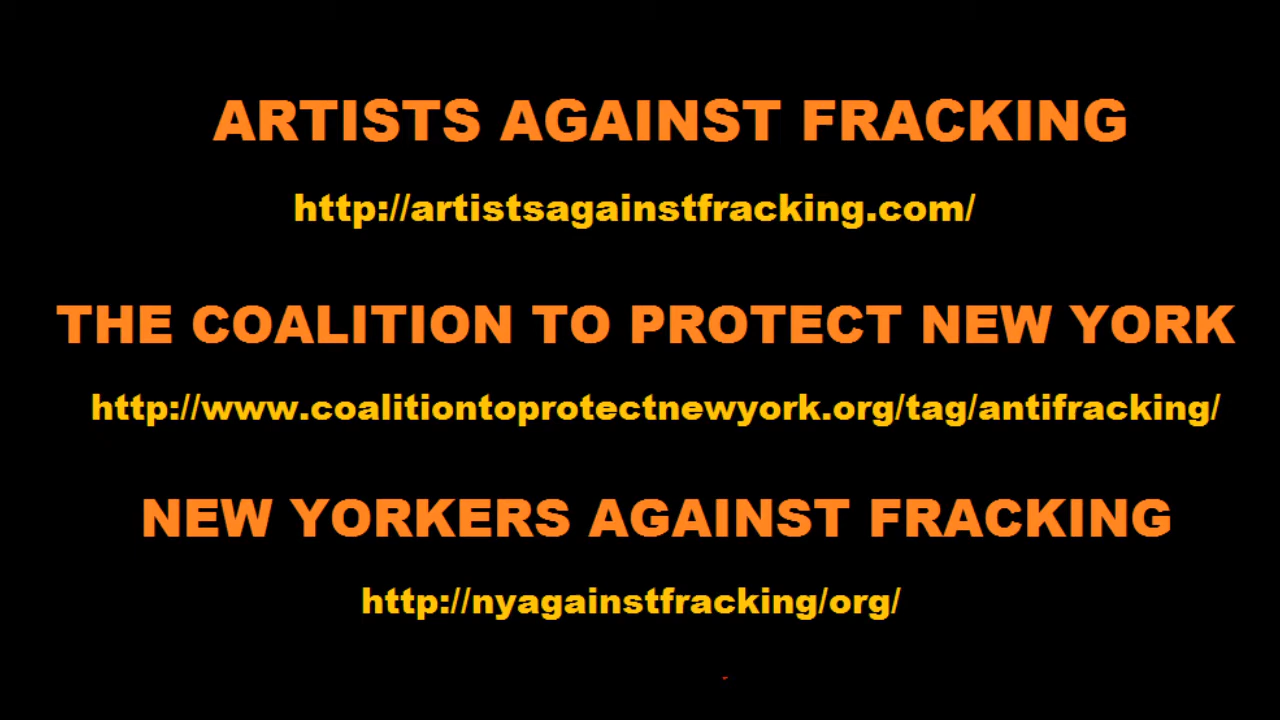 ARTISTS AGAINST FRACKING
http://artistsagainstfracking.com/
THE COALITION TO PROTECT NEW YORK
http://www.coalitiontoprotectnewyork.org/tag/antifracking/
NEW YORKERS AGAINST FRACKING
http://nyagainstfracking/org/